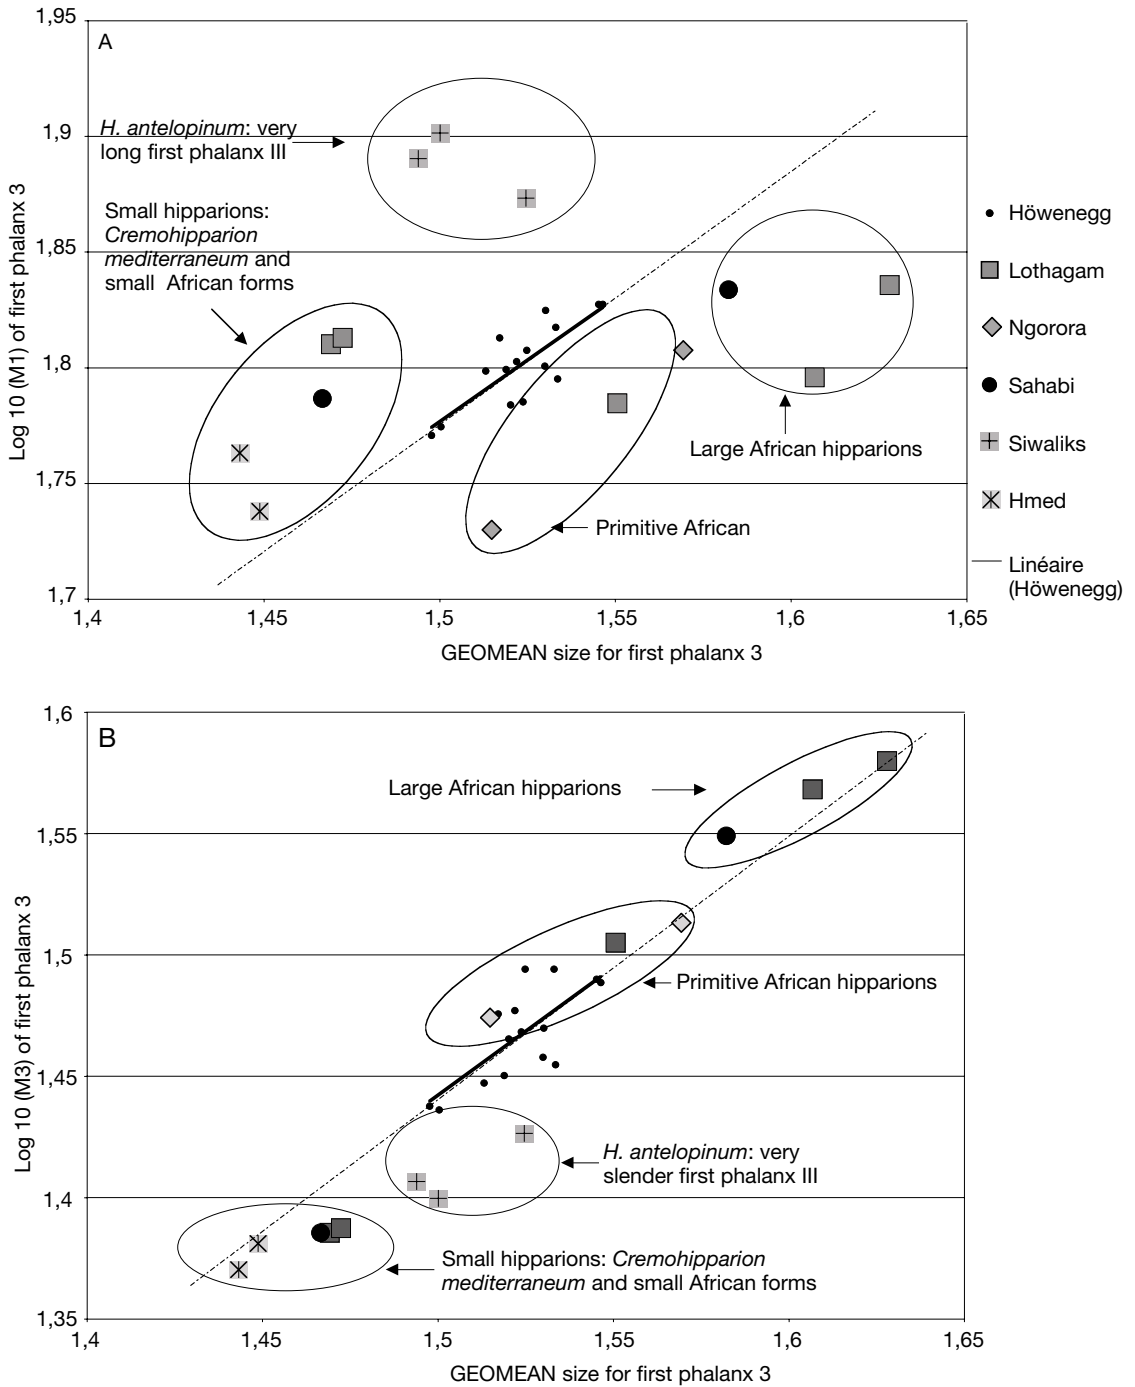 1,95
A
1,9
1,85
1,8
1,75
1,7
1,4
1,45
1,5
1,55
1,6
1,65
Log 10 (M1) of first phalanx 3
GEOMEAN size for first phalanx 3
H. antelopinum: very
long first phalanx III
Small hipparions:
Cremohipparion
mediterraneum and
small African forms
Large African hipparions
Primitive African
Höwenegg
Lothagam
Ngorora
Sahabi
Siwaliks
Hmed
Linéaire
(Höwenegg)
1,6
B
1,55
1,5
1,45
1,4
1,35
1,4
1,45
1,5
1,55
1,6
1,65
Log 10 (M3) of first phalanx 3
GEOMEAN size for first phalanx 3
Large African hipparions
Primitive African hipparions
H. antelopinum: very
slender first phalanx III
Small hipparions: Cremohipparion
mediterraneum and small African forms